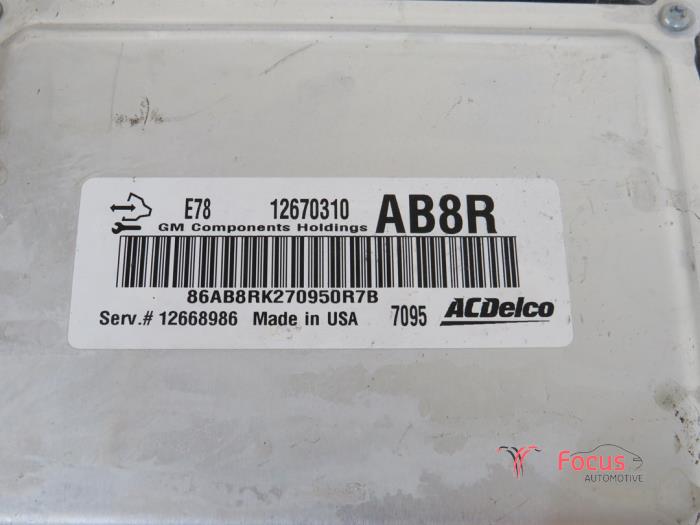 E78 12670310 AB8R
GM Components Holdings
86AB8RK270950R7B
Serv.# 12668986 Made in USA 7095 ACDelco
Focus
AUTOMOTIVE